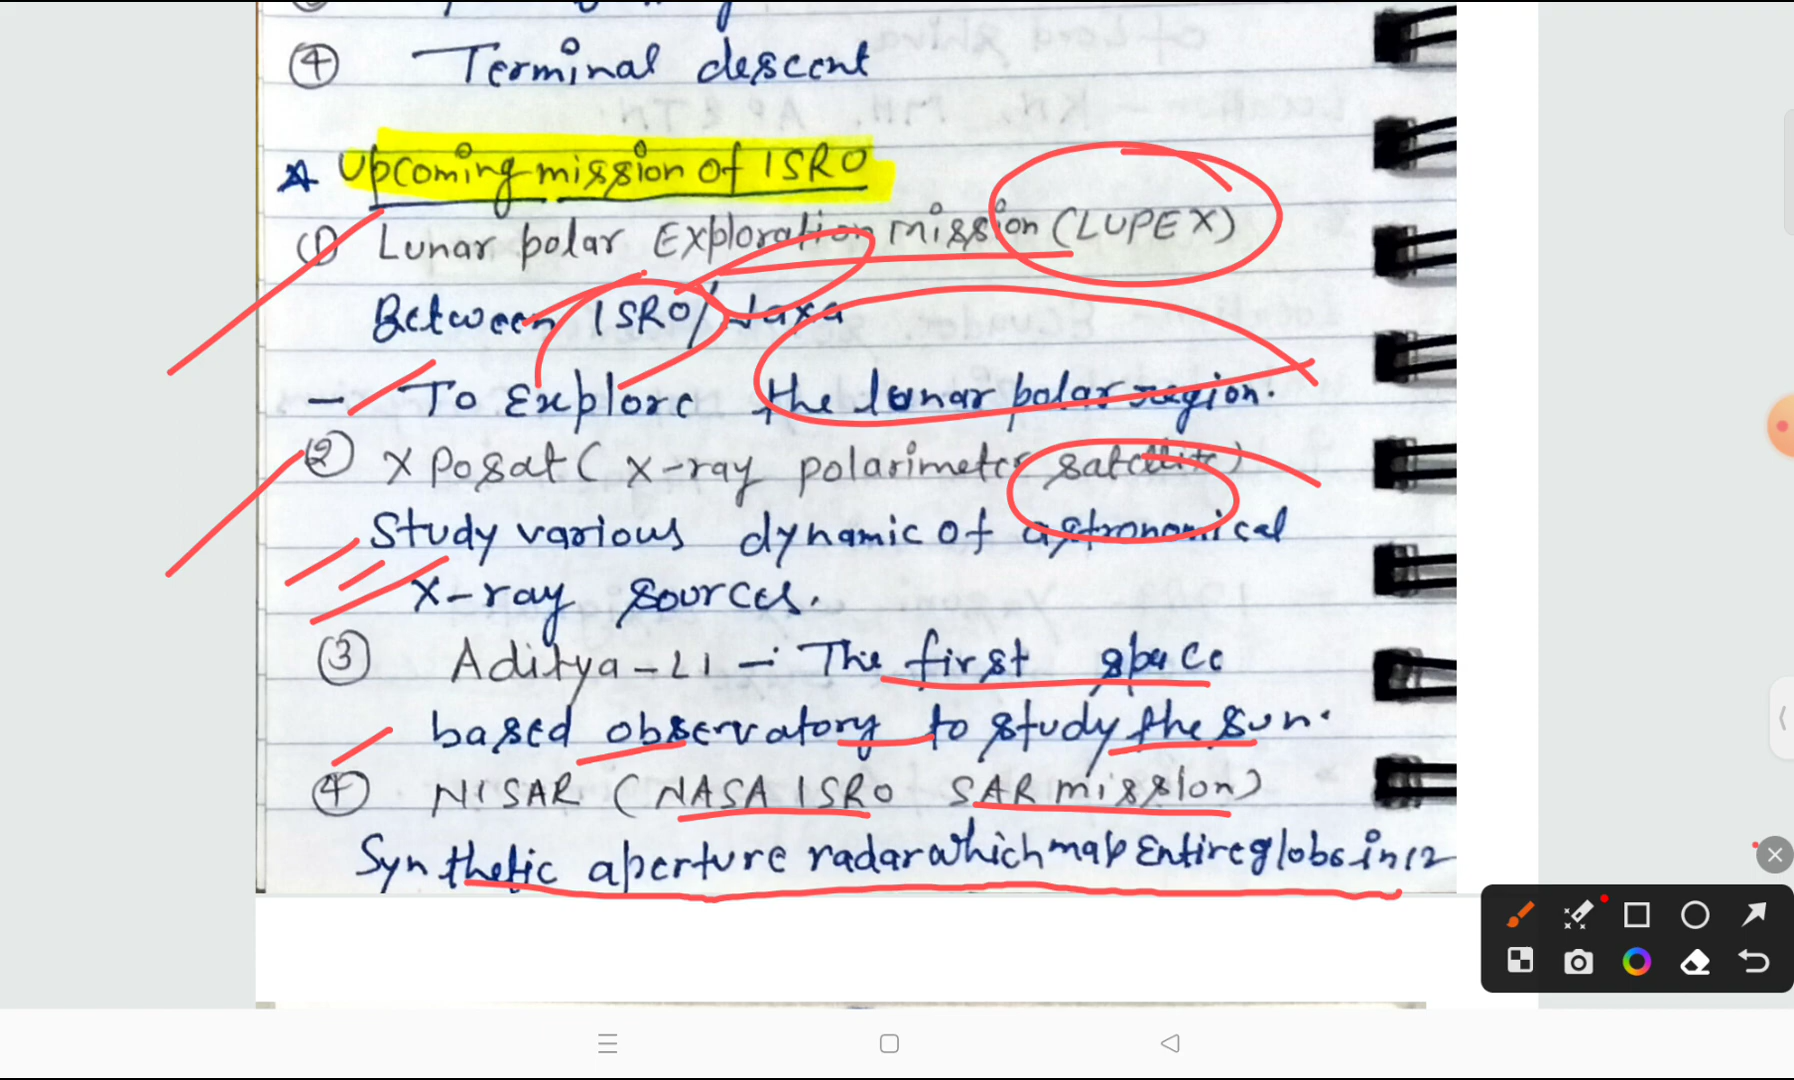 ④ Terminal descent
Upcoming mission of ISRO
① Lunar polar Exploration mission (LUPEX)
Between ISRO/Jaxa
- To Explore the lunar polar region.
② X Posat (X-ray polarimeter satellite)
Study various dynamic of astronomical
X-ray sources.
③ Aditya-L1 - The first space
based observatory to study the sun.
④ NISAR (NASA ISRO SAR mission)
Synthetic aperture radar which map Entire globe in 12